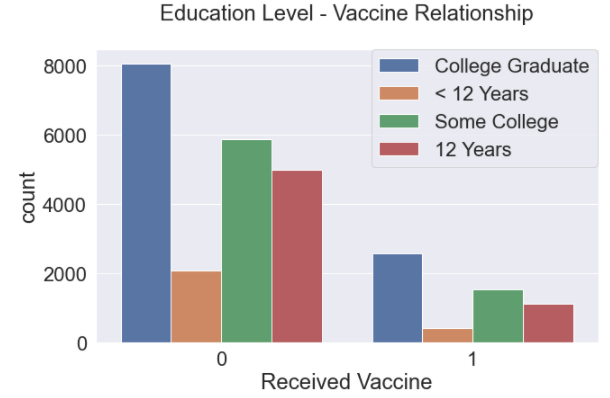 Education Level - Vaccine Relationship
College Graduate
< 12 Years
Some College
12 Years
8000
6000
4000
2000
0
count
0
1
Received Vaccine